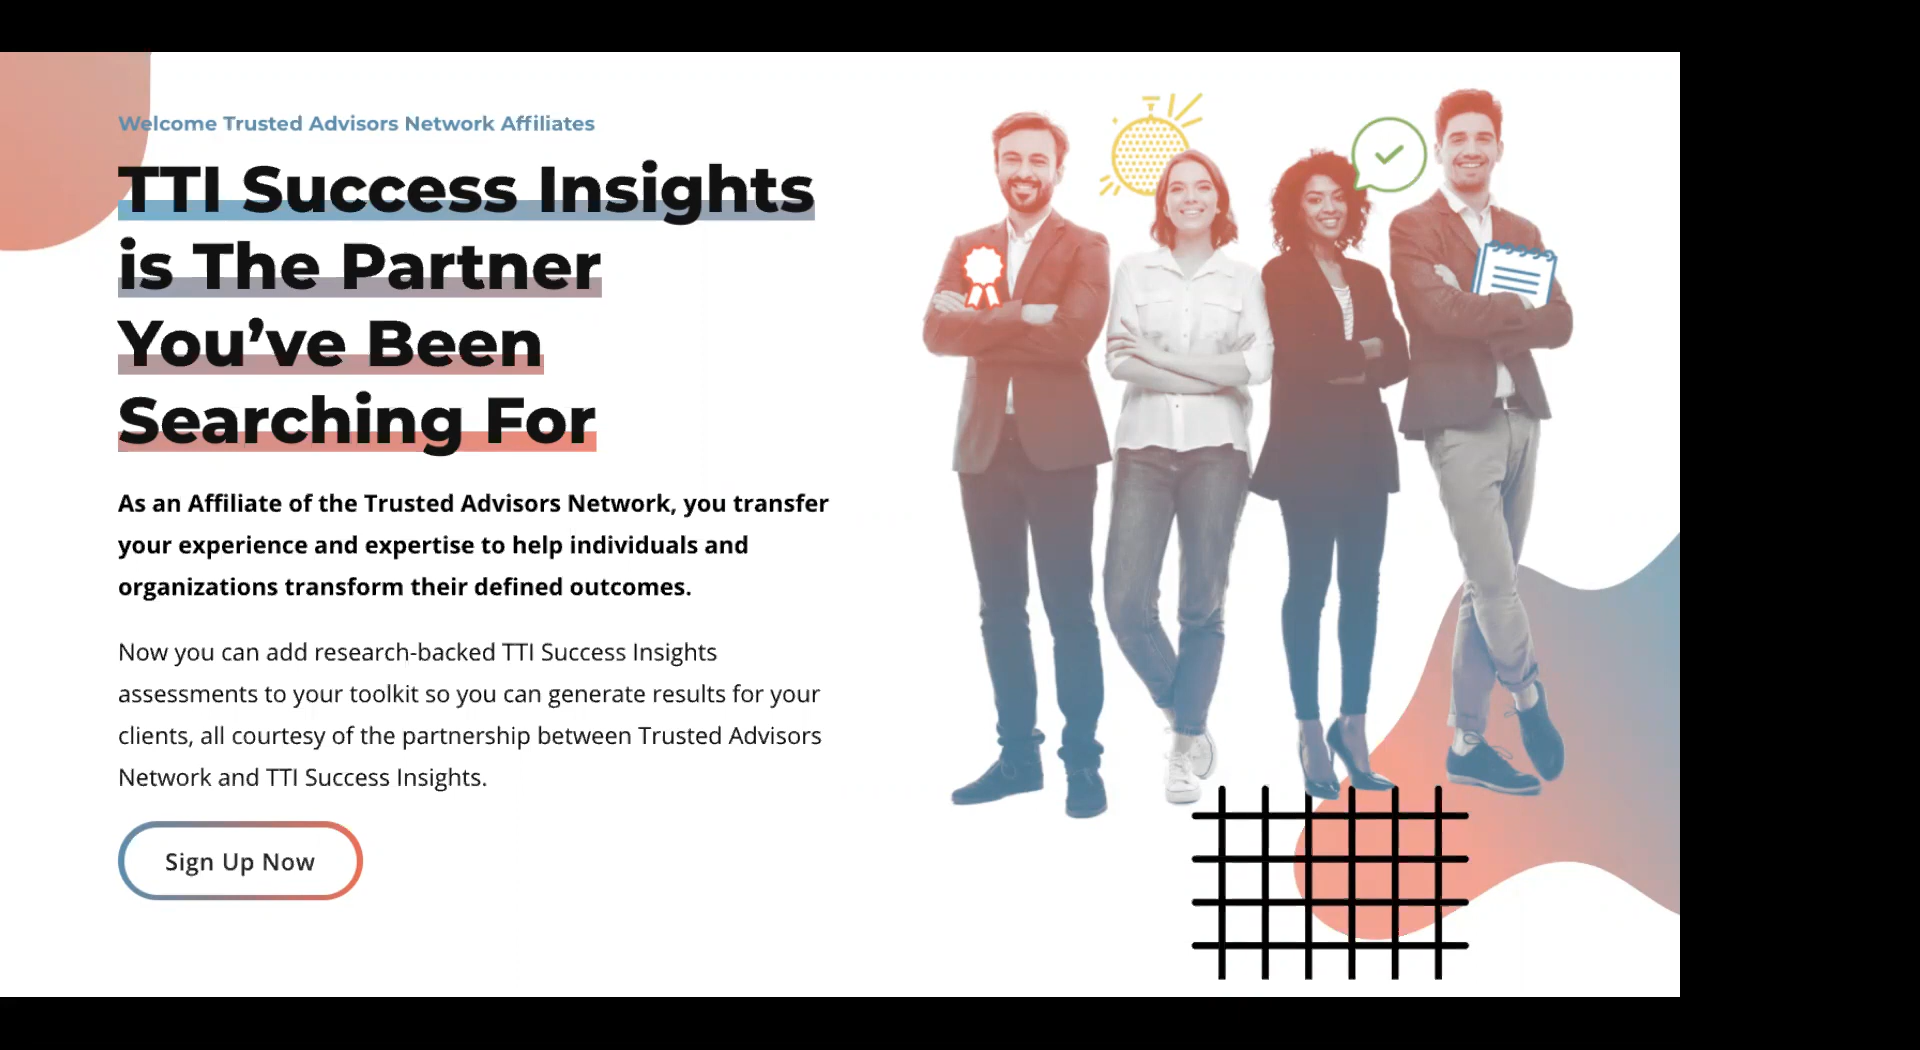 Welcome Trusted Advisors Network Affiliates
TTI Success Insights
is The Partner
You’ve Been
Searching For
As an Affiliate of the Trusted Advisors Network, you transfer
your experience and expertise to help individuals and
organizations transform their defined outcomes.
Now you can add research-backed TTI Success Insights
assessments to your toolkit so you can generate results for your
clients, all courtesy of the partnership between Trusted Advisors
Network and TTI Success Insights.
Sign Up Now